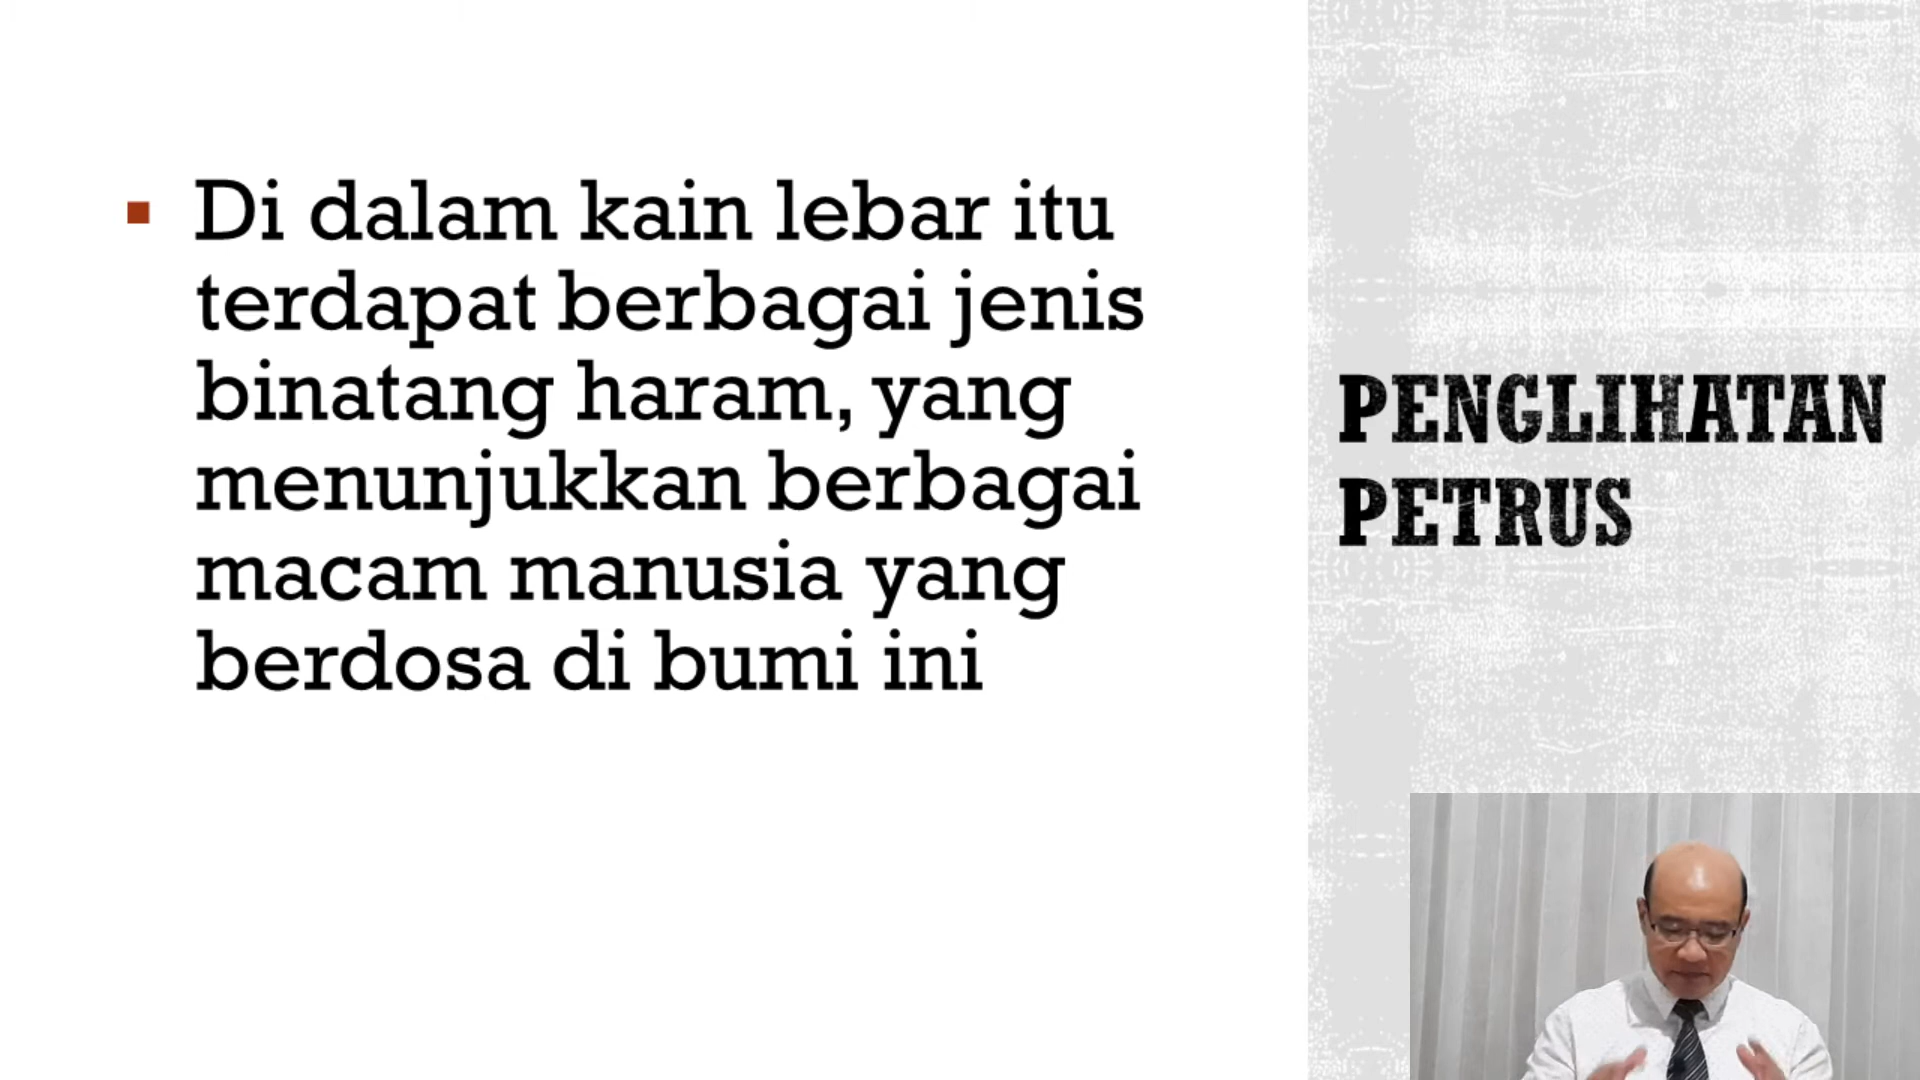 Di dalam kain lebar itu
terdapat berbagai jenis
binatang haram, yang
menunjukkan berbagai
macam manusia yang
berdosa di bumi ini
PENGLIHATAN
PETRUS